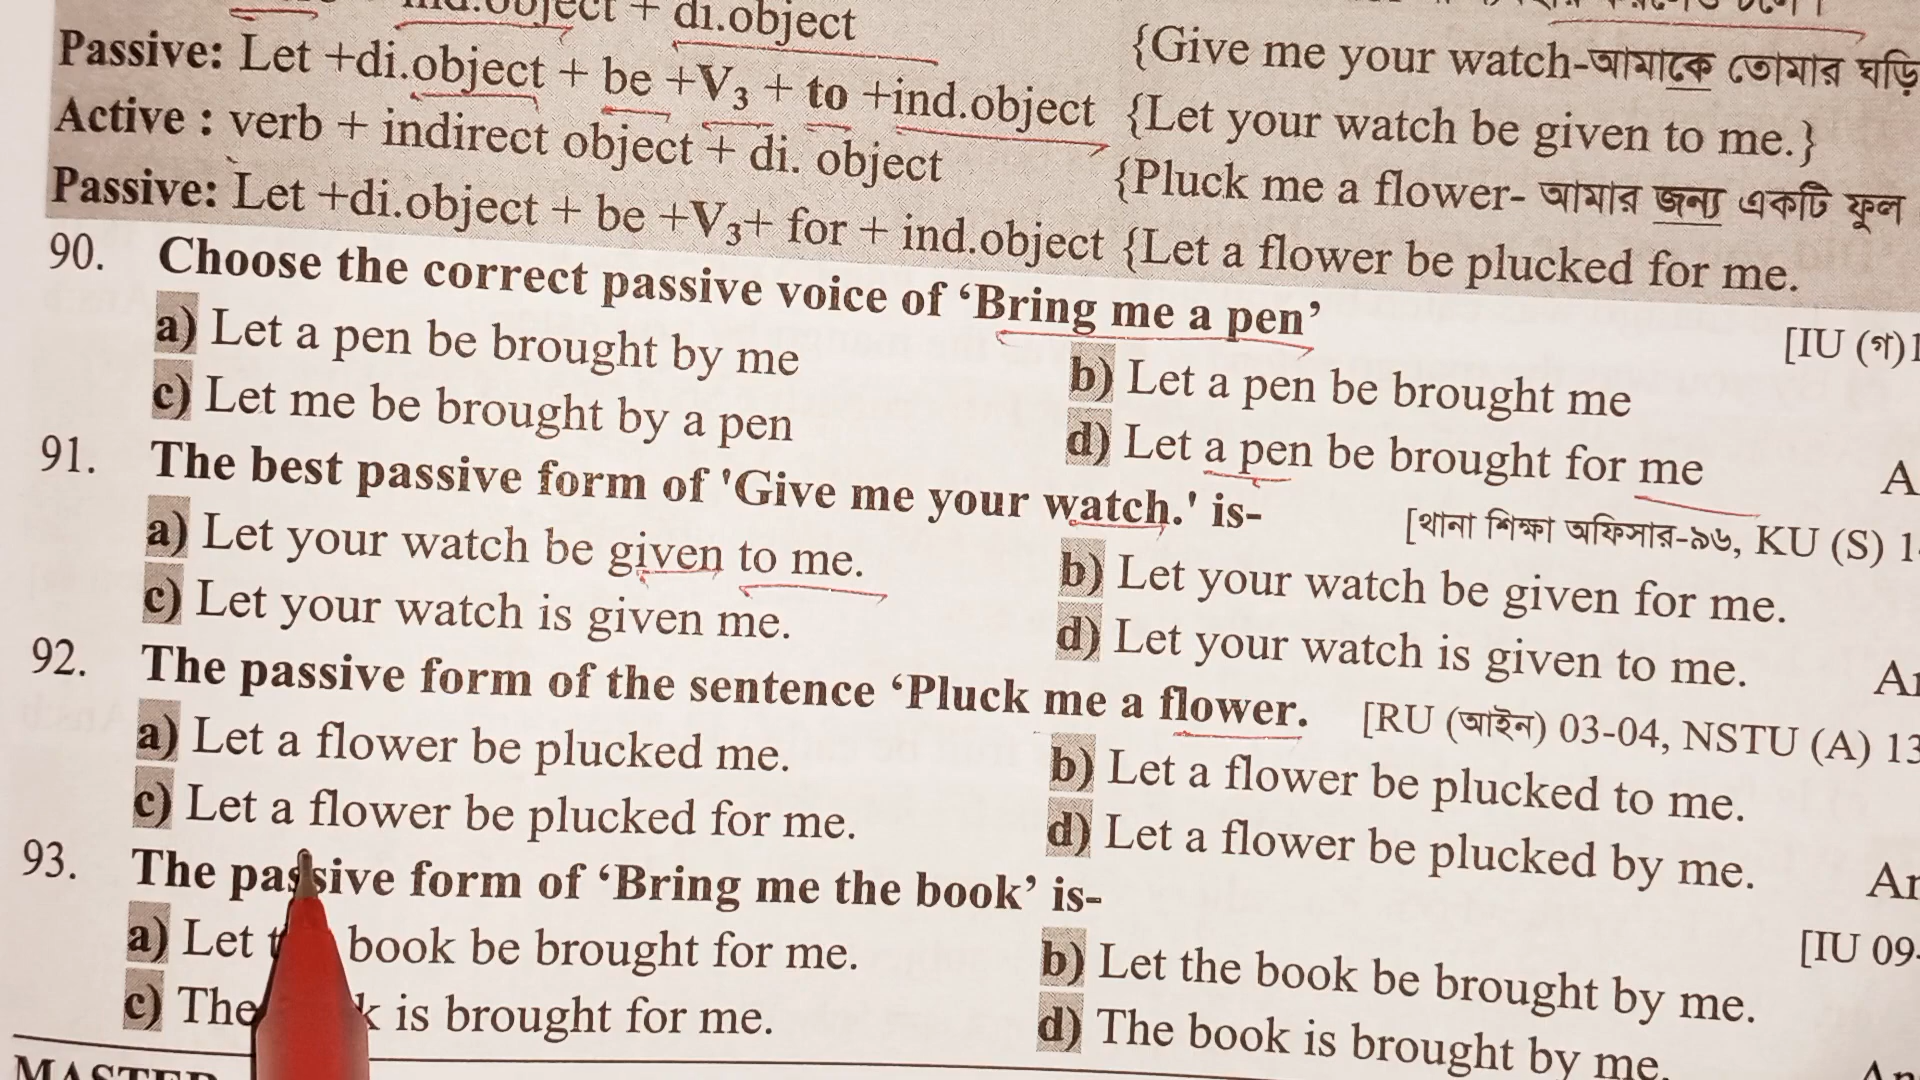 ind.object + di.object
Passive: Let +di.object + be +V3 + to +ind.object {Give me your watch-আমাকে তোমার ঘড়ি
Active : verb + indirect object + di. object {Let your watch be given to me.}
Passive: Let +di.object + be +V3+ for + ind.object {Pluck me a flower- আমার জন্য একটি ফুল
{Let a flower be plucked for me.
90. Choose the correct passive voice of ‘Bring me a pen’ [IU (গ)1
a) Let a pen be brought by me b) Let a pen be brought me
c) Let me be brought by a pen d) Let a pen be brought for me A
91. The best passive form of 'Give me your watch.' is- [থানা শিক্ষা অফিসার-৯৬, KU (S) 1
a) Let your watch be given to me. b) Let your watch be given for me.
c) Let your watch is given me. d) Let your watch is given to me. An
92. The passive form of the sentence ‘Pluck me a flower. [RU (আইন) 03-04, NSTU (A) 13
a) Let a flower be plucked me. b) Let a flower be plucked to me.
c) Let a flower be plucked for me. d) Let a flower be plucked by me. An
93. The passive form of ‘Bring me the book’ is- [IU 09-
a) Let book be brought for me. b) Let the book be brought by me.
c) The is brought for me. d) The book is brought by me. An
MASTER